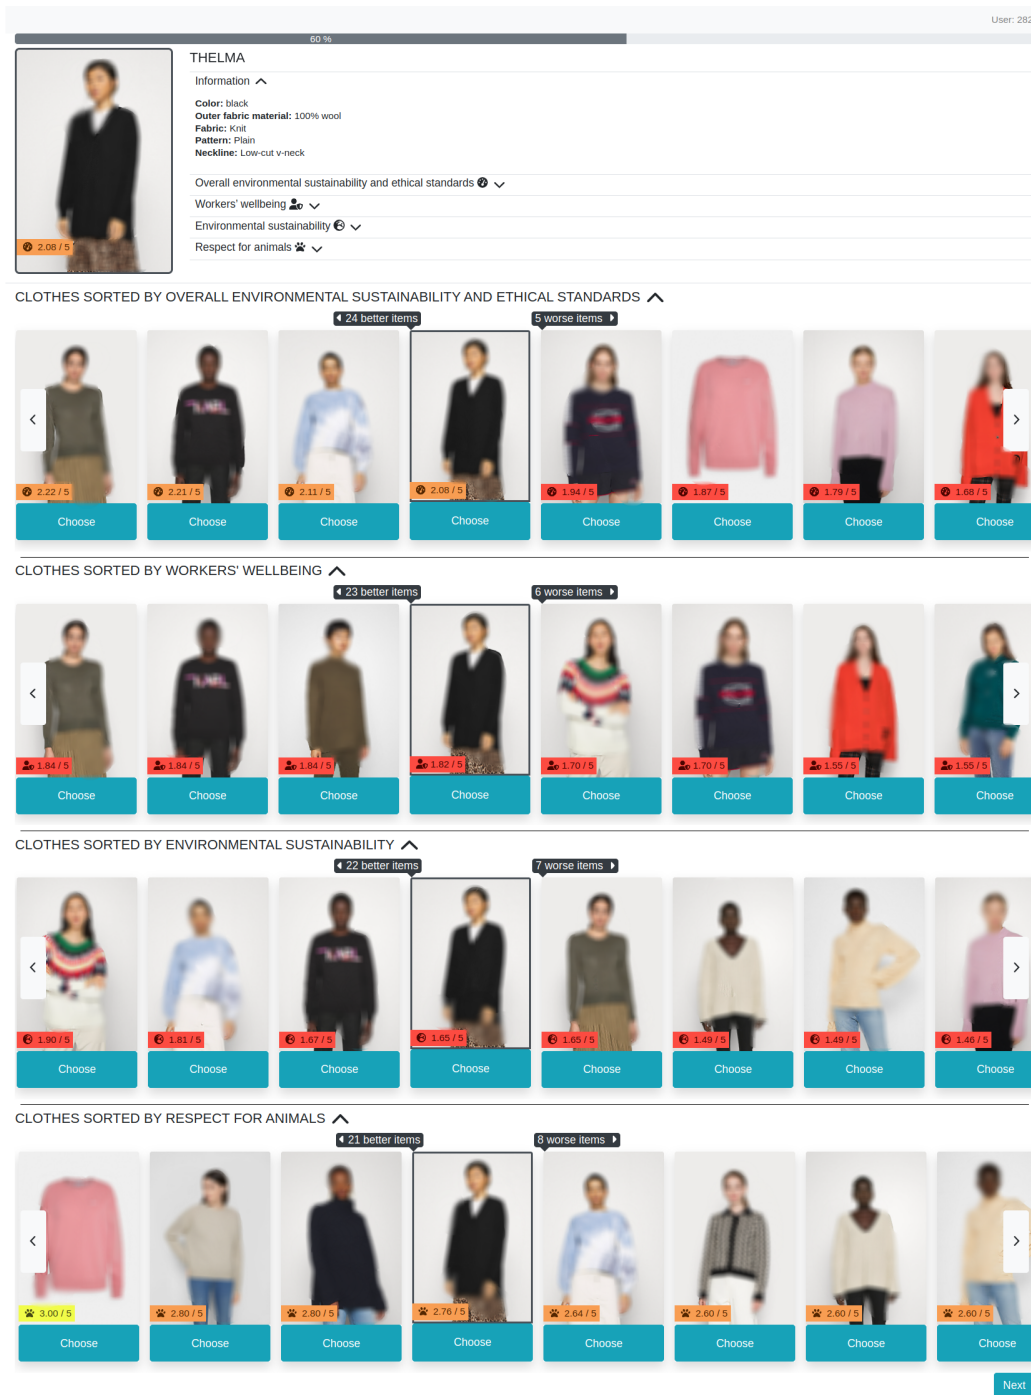 User: 282
60 %
THELMA
Information
Color: black
Outer fabric material: 100% wool
Fabric: Knit
Pattern: Plain
Neckline: Low-cut v-neck
Overall environmental sustainability and ethical standards
Workers' wellbeing
Environmental sustainability
Respect for animals
2.08 / 5
CLOTHES SORTED BY OVERALL ENVIRONMENTAL SUSTAINABILITY AND ETHICAL STANDARDS
24 better items 5 worse items
2.22 / 5 2.21 / 5 2.11 / 5 2.08 / 5 1.94 / 5 1.87 / 5 1.79 / 5 1.68 / 5
Choose Choose Choose Choose Choose Choose Choose Choose
CLOTHES SORTED BY WORKERS' WELLBEING
23 better items 6 worse items
1.84 / 5 1.84 / 5 1.84 / 5 1.82 / 5 1.70 / 5 1.70 / 5 1.55 / 5 1.55 / 5
Choose Choose Choose Choose Choose Choose Choose Choose
CLOTHES SORTED BY ENVIRONMENTAL SUSTAINABILITY
22 better items 7 worse items
1.90 / 5 1.81 / 5 1.67 / 5 1.65 / 5 1.65 / 5 1.49 / 5 1.49 / 5 1.46 / 5
Choose Choose Choose Choose Choose Choose Choose Choose
CLOTHES SORTED BY RESPECT FOR ANIMALS
21 better items 8 worse items
3.00 / 5 2.80 / 5 2.80 / 5 2.76 / 5 2.64 / 5 2.60 / 5 2.60 / 5 2.60 / 5
Choose Choose Choose Choose Choose Choose Choose Choose
Next